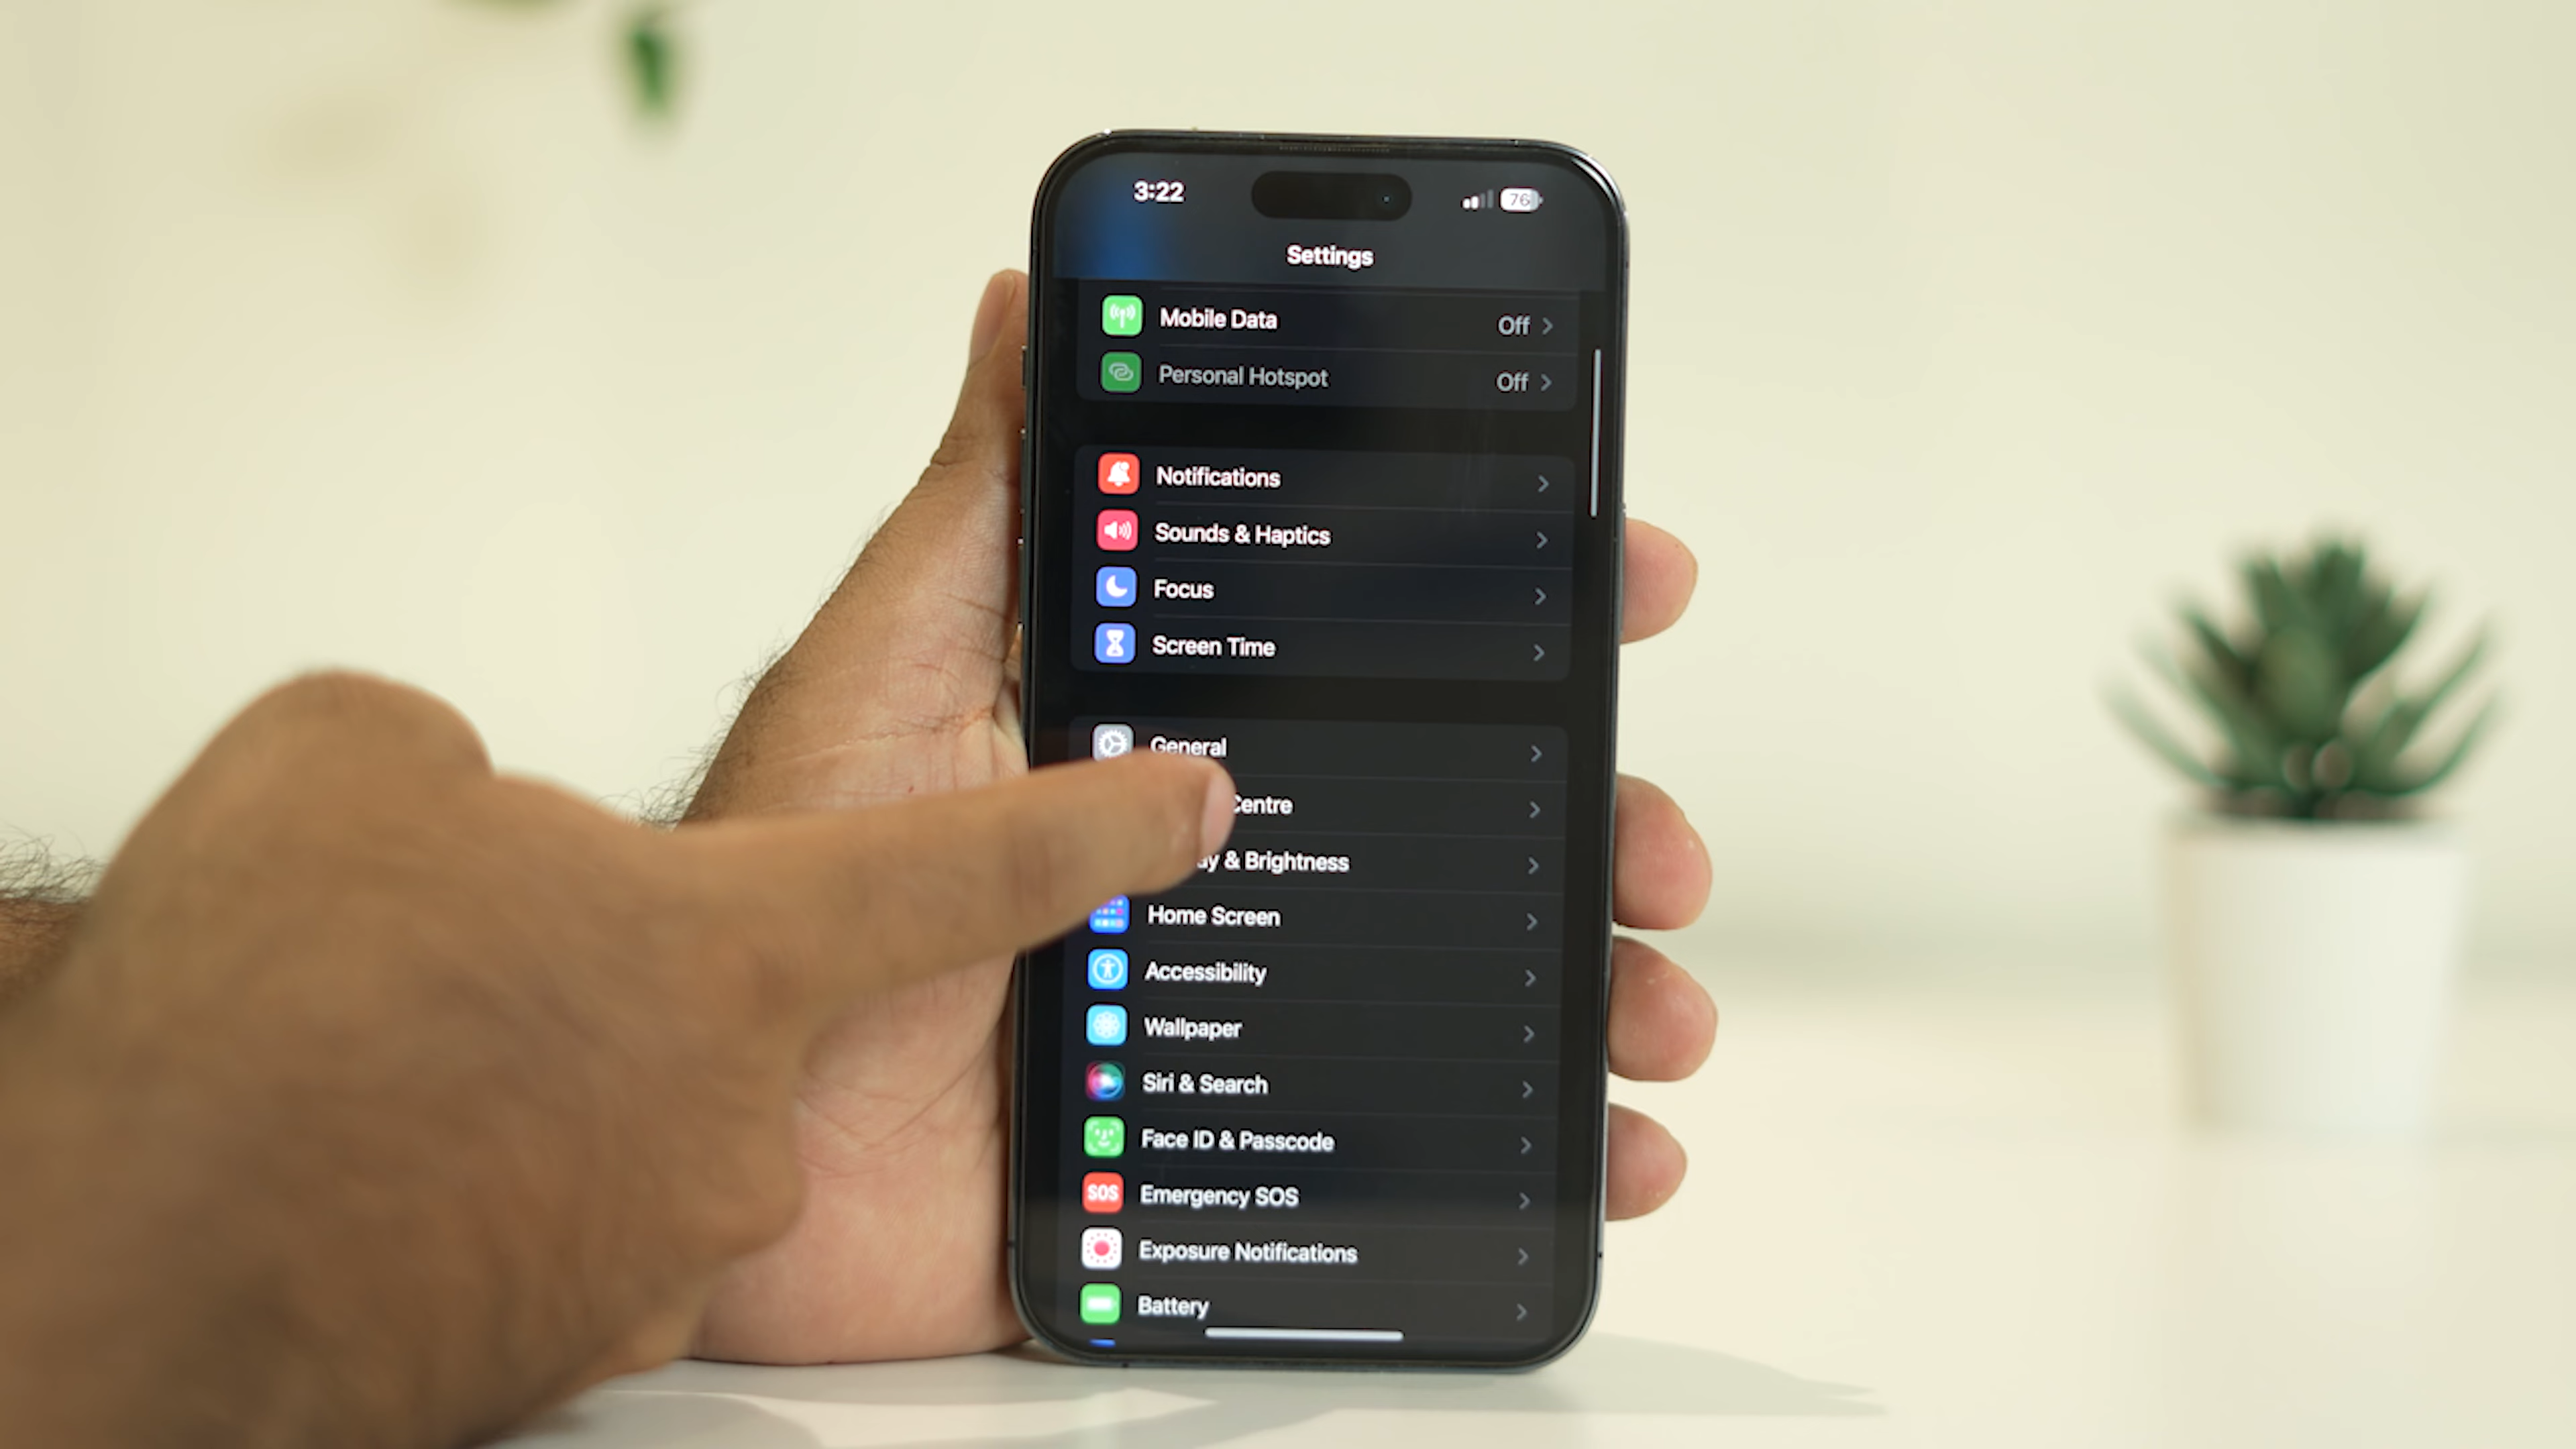 3:22
76
Settings
Mobile Data Off
Personal Hotspot Off
Notifications
Sounds & Haptics
Focus
Screen Time
General
Centre
& Brightness
Home Screen
Accessibility
Wallpaper
Siri & Search
Face ID & Passcode
SOS Emergency SOS
Exposure Notifications
Battery